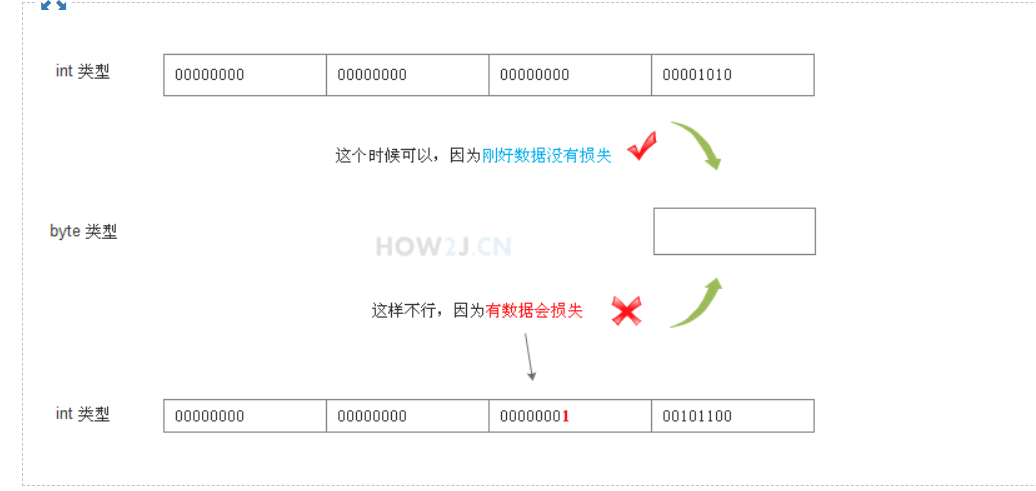 int 类型 00000000 00000000 00000000 00001010
这个时候可以，因为刚好数据没有损失
byte 类型
HOW2J.CN
这样不行，因为有数据会损失
int 类型 00000000 00000000 00000001 00101100